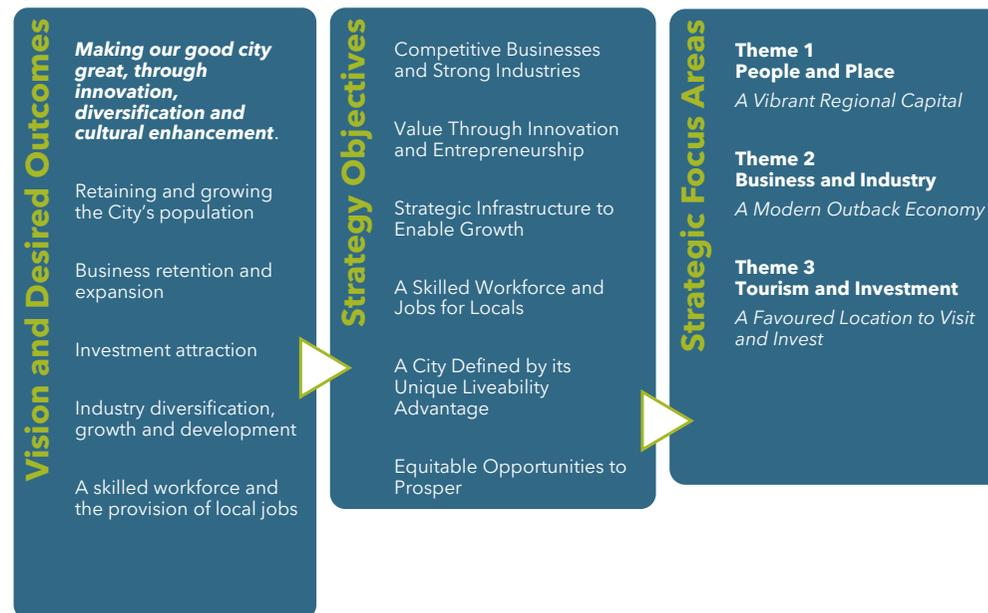 Vision and Desired Outcomes
Making our good city
great, through
innovation,
diversification and
cultural enhancement.
Retaining and growing
the City's population
Business retention and
expansion
Investment attraction
Industry diversification,
growth and development
A skilled workforce and
the provision of local jobs
Strategy Objectives
Competitive Businesses
and Strong Industries
Value Through Innovation
and Entrepreneurship
Strategic Infrastructure to
Enable Growth
A Skilled Workforce and
Jobs for Locals
A City Defined by its
Unique Liveability
Advantage
Equitable Opportunities to
Prosper
Strategic Focus Areas
Theme 1
People and Place
A Vibrant Regional Capital
Theme 2
Business and Industry
A Modern Outback Economy
Theme 3
Tourism and Investment
A Favoured Location to Visit
and Invest